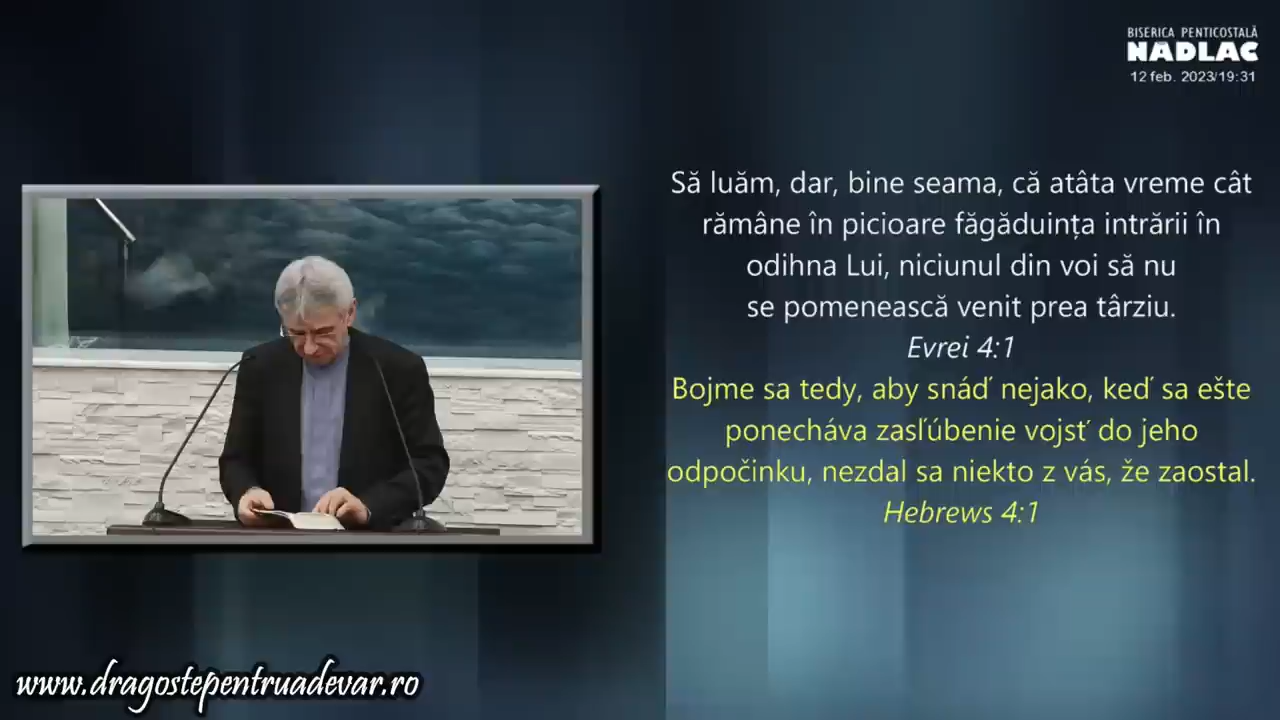 BISERICA PENTICOSTALĂ
NĂDLAC
12 feb. 2023/19:31
Să luăm, dar, bine seama, că atâta vreme cât
rămâne în picioare făgăduința intrării în
odihna Lui, niciunul din voi să nu
se pomenească venit prea târziu.
Evrei 4:1
Bojme sa tedy, aby snáď nejako, keď sa ešte
ponecháva zasľúbenie vojsť do jeho
odpočinku, nezdal sa niekto z vás, že zaostal.
Hebrews 4:1
www.dragostepentruadevar.ro